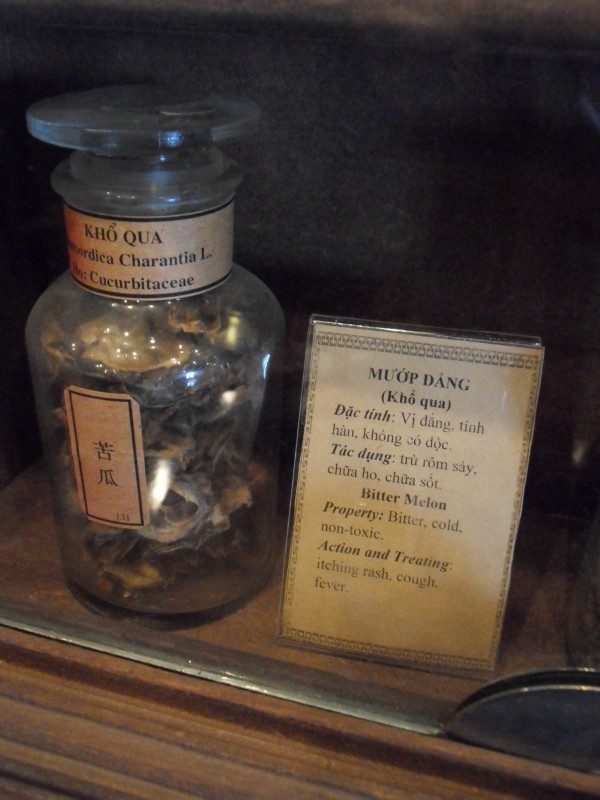 KHỔ QUA
Charantia L.
Cucurbitaceae
苦
瓜
131
MƯỚP ĐẮNG
(Khổ qua)
Đặc tính: Vị đắng, tính
hàn, không có độc.
Tác dụng: trừ rôm sảy,
chữa ho, chữa sốt.
Bitter Melon
Property: Bitter, cold,
non-toxic.
Action and Treating:
itching rash, cough,
fever.